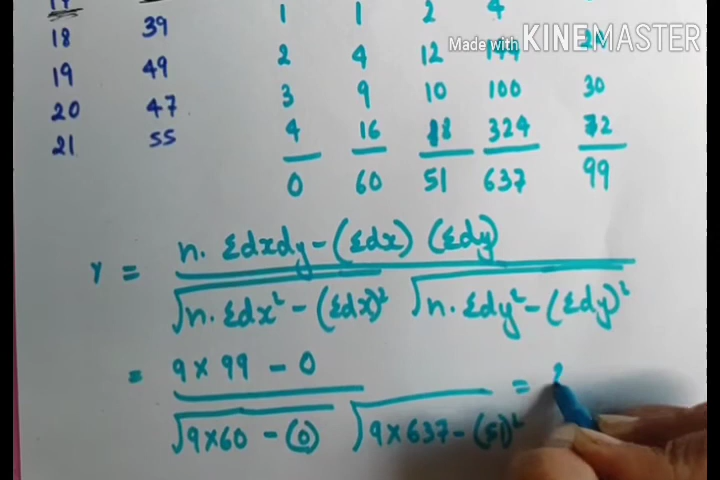 17
18 39 1 1 2 4
19 49 2 4 12 144
20 47 3 9 10 100 30
21 55 4 16 18 324 72
0 60 51 637 99
Made with KINEMASTER
r = n. Σdxdy - (Σdx) (Σdy)
√n. Σdx² - (Σdx)² √n. Σdy² - (Σdy)²
= 9 × 99 - 0
√9×60 - (0) √9×637 - (51)² =